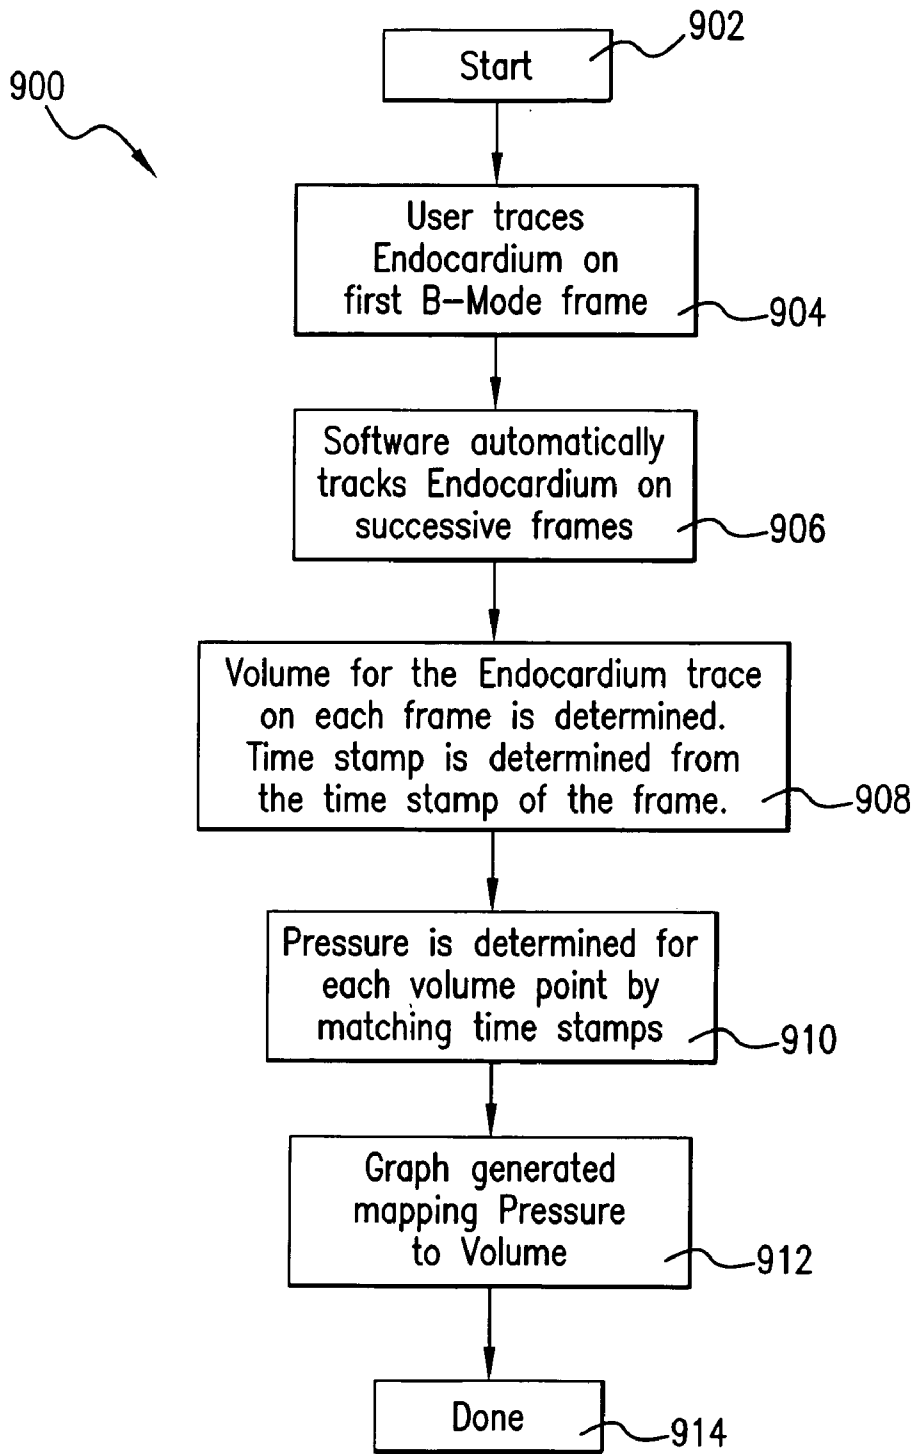 902
Start
900
User traces
Endocardium on
first B-Mode frame
904
Software automatically
tracks Endocardium on
successive frames
906
Volume for the Endocardium trace
on each frame is determined.
Time stamp is determined from
the time stamp of the frame.
908
Pressure is determined for
each volume point by
matching time stamps
910
Graph generated
mapping Pressure
to Volume
912
Done
914